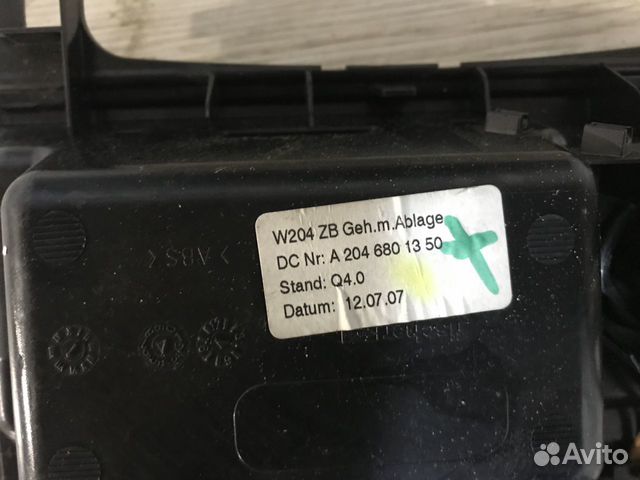 W204 ZB Geh.m.Ablage
DC Nr: A 204 680 13 50
Stand: Q4.0
Datum: 12.07.07
>ABS<
Avito